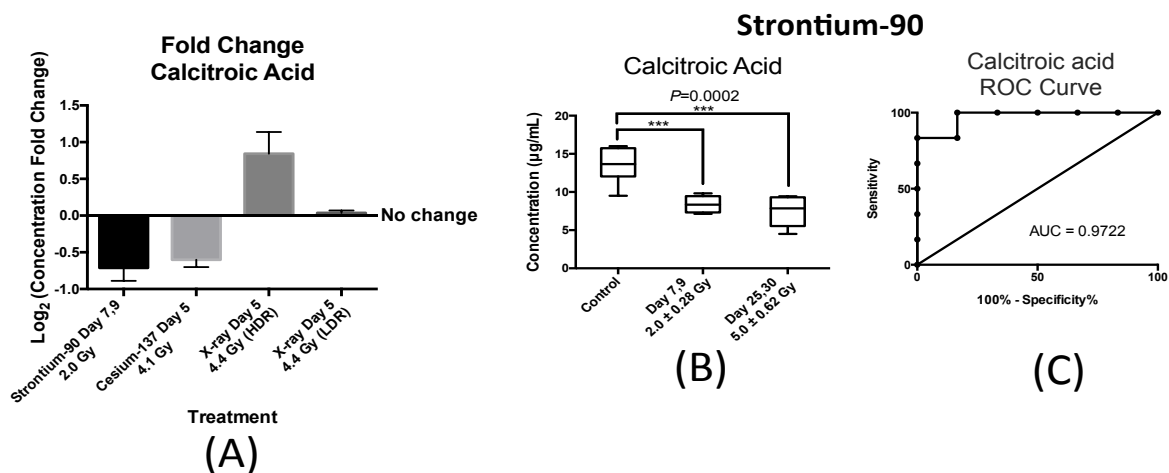 Strontium-90
Fold Change
Calcitroic Acid
Log2 (Concentration Fold Change)
1.5
1.0
0.5
0.0
-0.5
-1.0
No change
Strontium-90 Day 7,9
2.0 Gy
Cesium-137 Day 5
4.1 Gy
X-ray Day 5
4.4 Gy (HDR)
X-ray Day 5
4.4 Gy (LDR)
Treatment
(A)
Calcitroic Acid
P=0.0002
***
***
Concentration (µg/mL)
20
15
10
5
0
Control
Day 7,9
2.0 ± 0.28 Gy
Day 25,30
5.0 ± 0.62 Gy
(B)
Calcitroic acid
ROC Curve
Sensitivity
100
50
0
AUC = 0.9722
0
50
100
100% - Specificity%
(C)